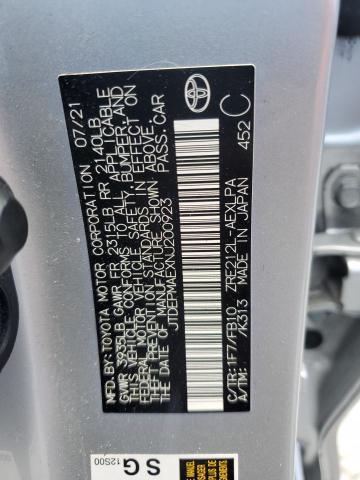 MFD.BY:TOYOTA MOTOR CORPORATION 07/21
GVWR 3935LB GAWR FR 2315LB RR 2140LB
THIS VEHICLE CONFORMS TO ALL APPLICABLE
FEDERAL MOTOR VEHICLE SAFETY, BUMPER AND
THEFT PREVENTION STANDARDS IN EFFECT ON
THE DATE OF MANUFACTURE SHOWN ABOVE.
JTDEPMAEXNJ200923 PASS.CAR
C/TR:1F7/FB10 ZRE212L-AEXLPA
A/TM: /K313 MADE IN JAPAN 452 C
12S00
SG